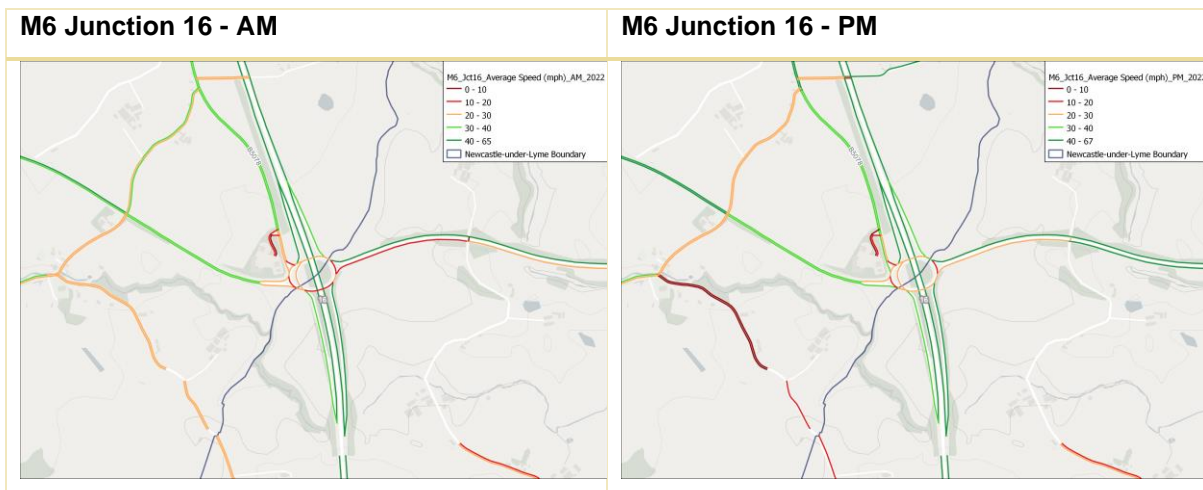 M6 Junction 16 - AM
M6 Junction 16 - PM
M6_Jct16_Average Speed (mph)_AM_2022
0 - 10
10 - 20
20 - 30
30 - 40
40 - 65
Newcastle-under-Lyme Boundary
B5078
M6_Jct16_Average Speed (mph)_PM_2022
0 - 10
10 - 20
20 - 30
30 - 40
40 - 67
Newcastle-under-Lyme Boundary
B5078